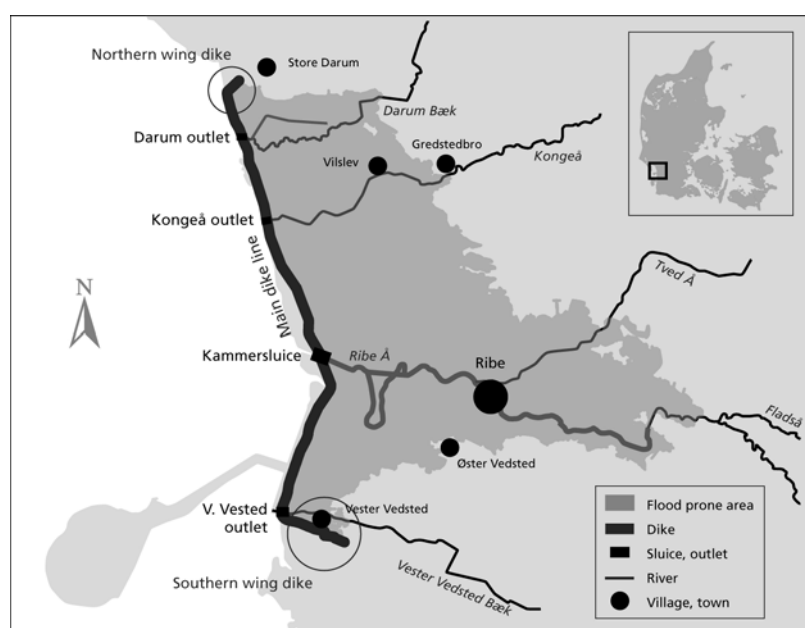 Northern wing dike
Store Darum
Darum Bæk
Darum outlet
Gredstedbro
Vilslev
Kongeå
Kongeå outlet
Main dike line
N
Tved Å
Kammersluice
Ribe Å
Ribe
Fladså
Øster Vedsted
V. Vested
outlet
Vester Vedsted
Southern wing dike
Vester Vedsted Bæk
Flood prone area
Dike
Sluice, outlet
River
Village, town